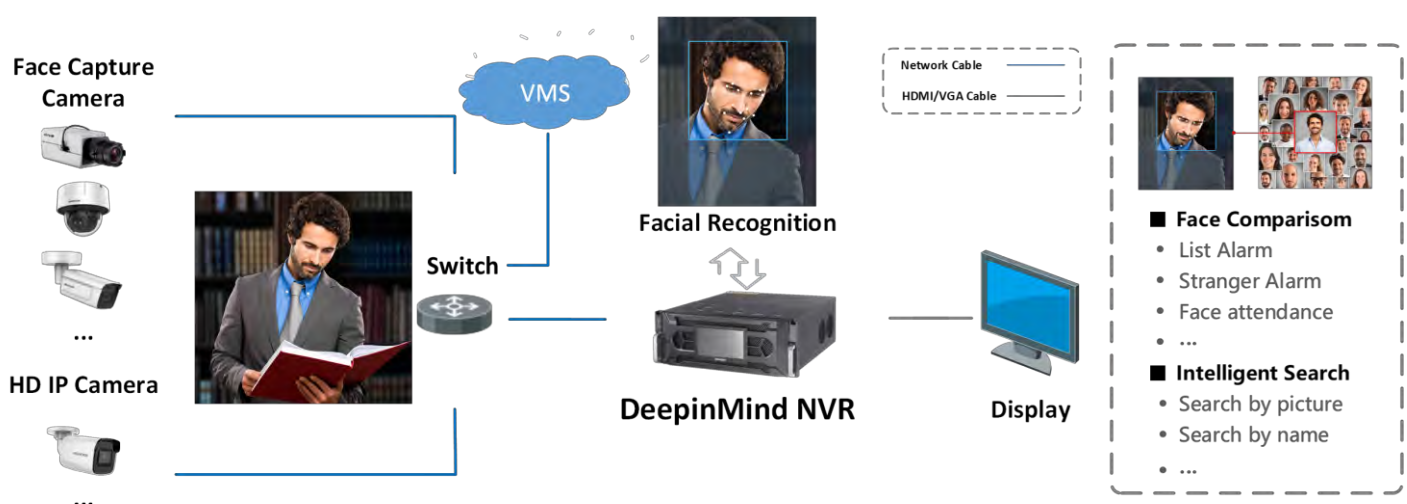 Face Capture
Camera
...
HD IP Camera
...
VMS
Switch
Facial Recognition
DeepinMind NVR
Network Cable
HDMI/VGA Cable
Display
■ Face Comparisom
• List Alarm
• Stranger Alarm
• Face attendance
• ...
■ Intelligent Search
• Search by picture
• Search by name
• ...